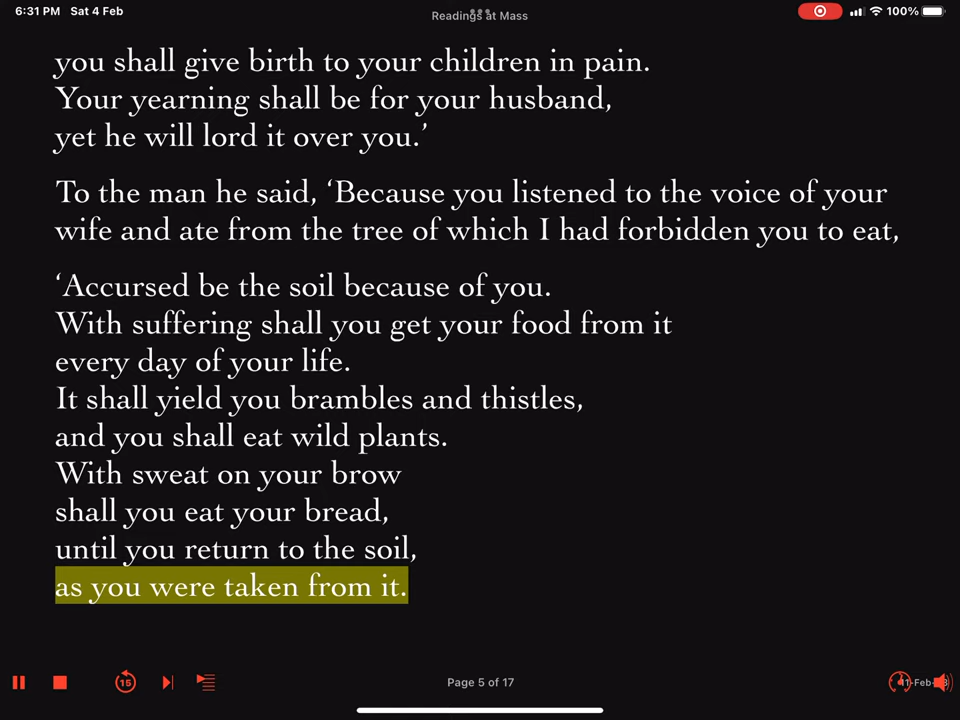 6:31 PM Sat 4 Feb
100%
Readings at Mass
you shall give birth to your children in pain.
Your yearning shall be for your husband,
yet he will lord it over you.’
To the man he said, ‘Because you listened to the voice of your
wife and ate from the tree of which I had forbidden you to eat,
‘Accursed be the soil because of you.
With suffering shall you get your food from it
every day of your life.
It shall yield you brambles and thistles,
and you shall eat wild plants.
With sweat on your brow
shall you eat your bread,
until you return to the soil,
as you were taken from it.
15
Page 5 of 17